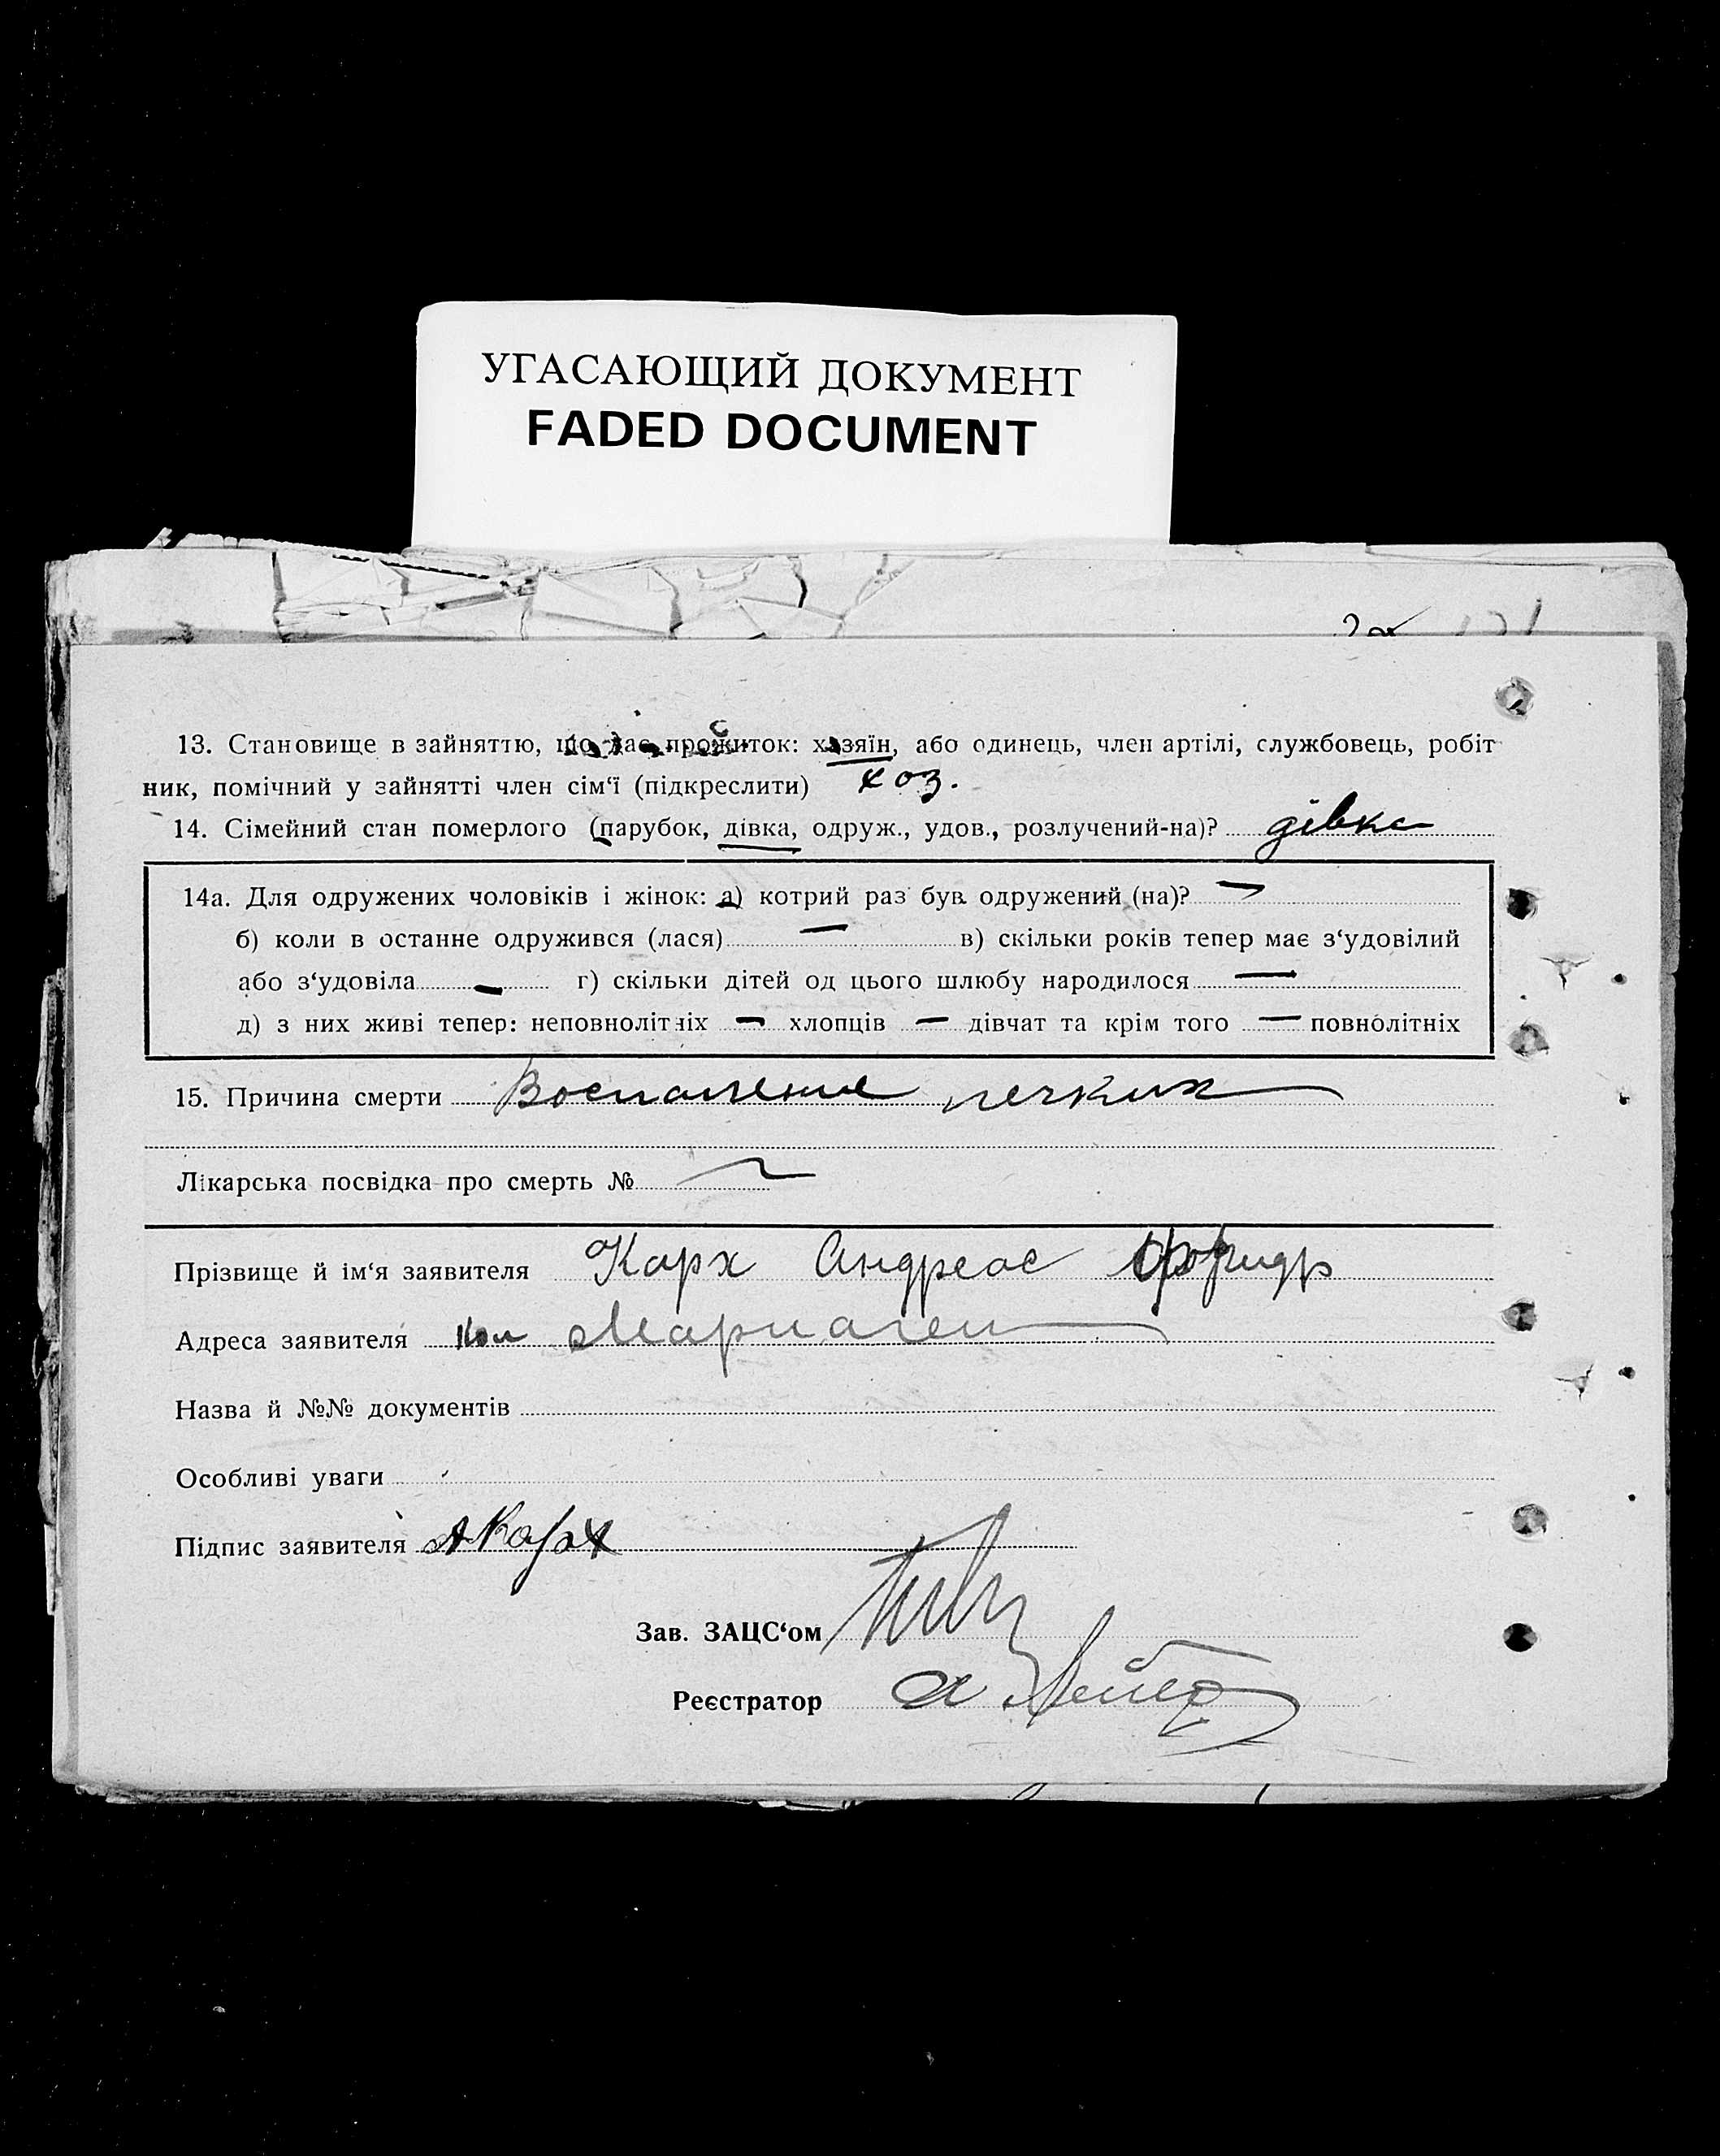 УГАСАЮЩИЙ ДОКУМЕНТ
FADED DOCUMENT
13. Становище в зайняттю, що дає прожиток: хазяїн, або одинець, член артілі, службовець, робіт
ник, помічний у зайнятті член сім‘ї (підкреслити) хоз.
14. Сімейний стан померлого (парубок, дівка, одруж., удов., розлучений-на)? дівка
14а. Для одружених чоловіків і жінок: а) котрий раз був одружений (на)? —
б) коли в останнє одружився (лася) — в) скільки років тепер має з‘удовілий
або з‘удовіла — г) скільки дітей од цього шлюбу народилося —
д) з них живі тепер: неповнолітніх — хлопців — дівчат та крім того — повнолітніх
15. Причина смерти Воспаление легких
Лікарська посвідка про смерть №
Прізвище й ім‘я заявителя Карх Андреас Фридр
Адреса заявителя Кол
Назва й №№ документів
Особливі уваги
Підпис заявителя А Карх
Зав. ЗАЦС‘ом
Реєстратор